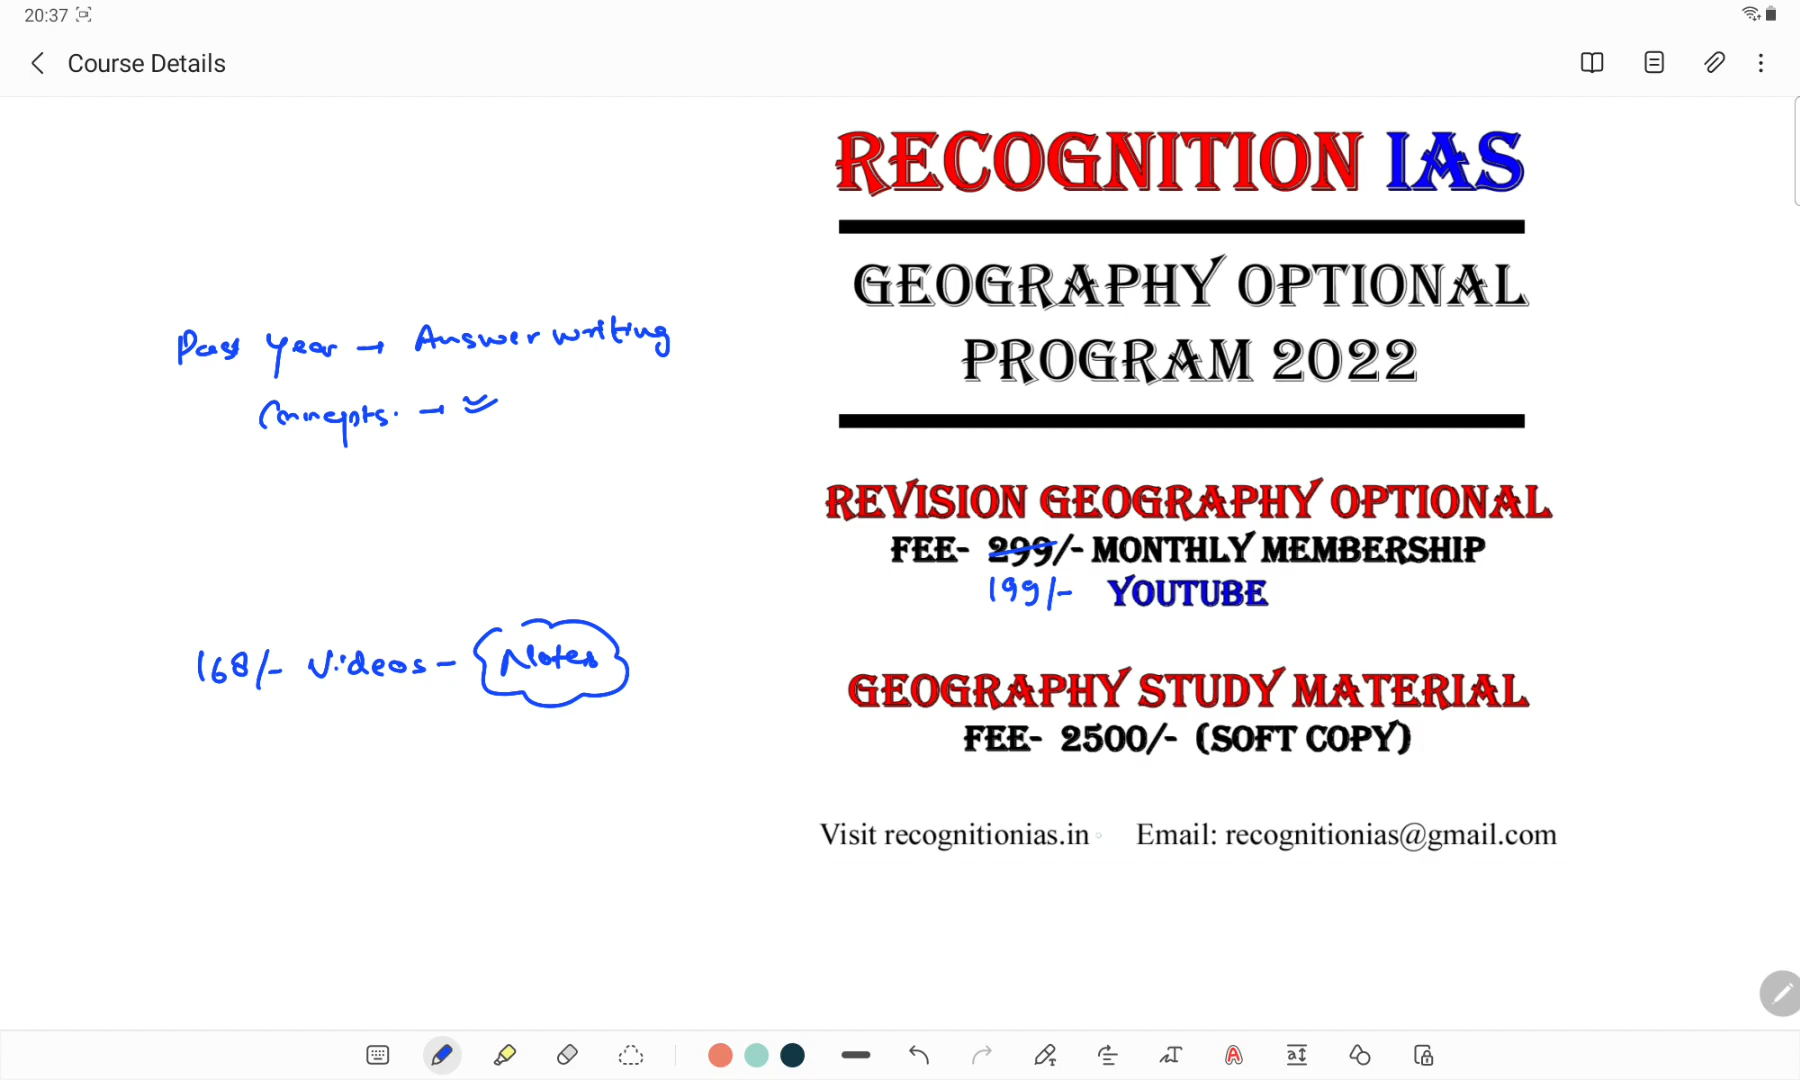 20:37
Course Details
RECOGNITION IAS
GEOGRAPHY OPTIONAL
PROGRAM 2022
Past year → Answer writing
Concepts. →
REVISION GEOGRAPHY OPTIONAL
FEE- 299/- MONTHLY MEMBERSHIP
199/- YOUTUBE
168/- Videos - Notes
GEOGRAPHY STUDY MATERIAL
FEE- 2500/- (SOFT COPY)
Visit recognitionias.in Email: recognitionias@gmail.com